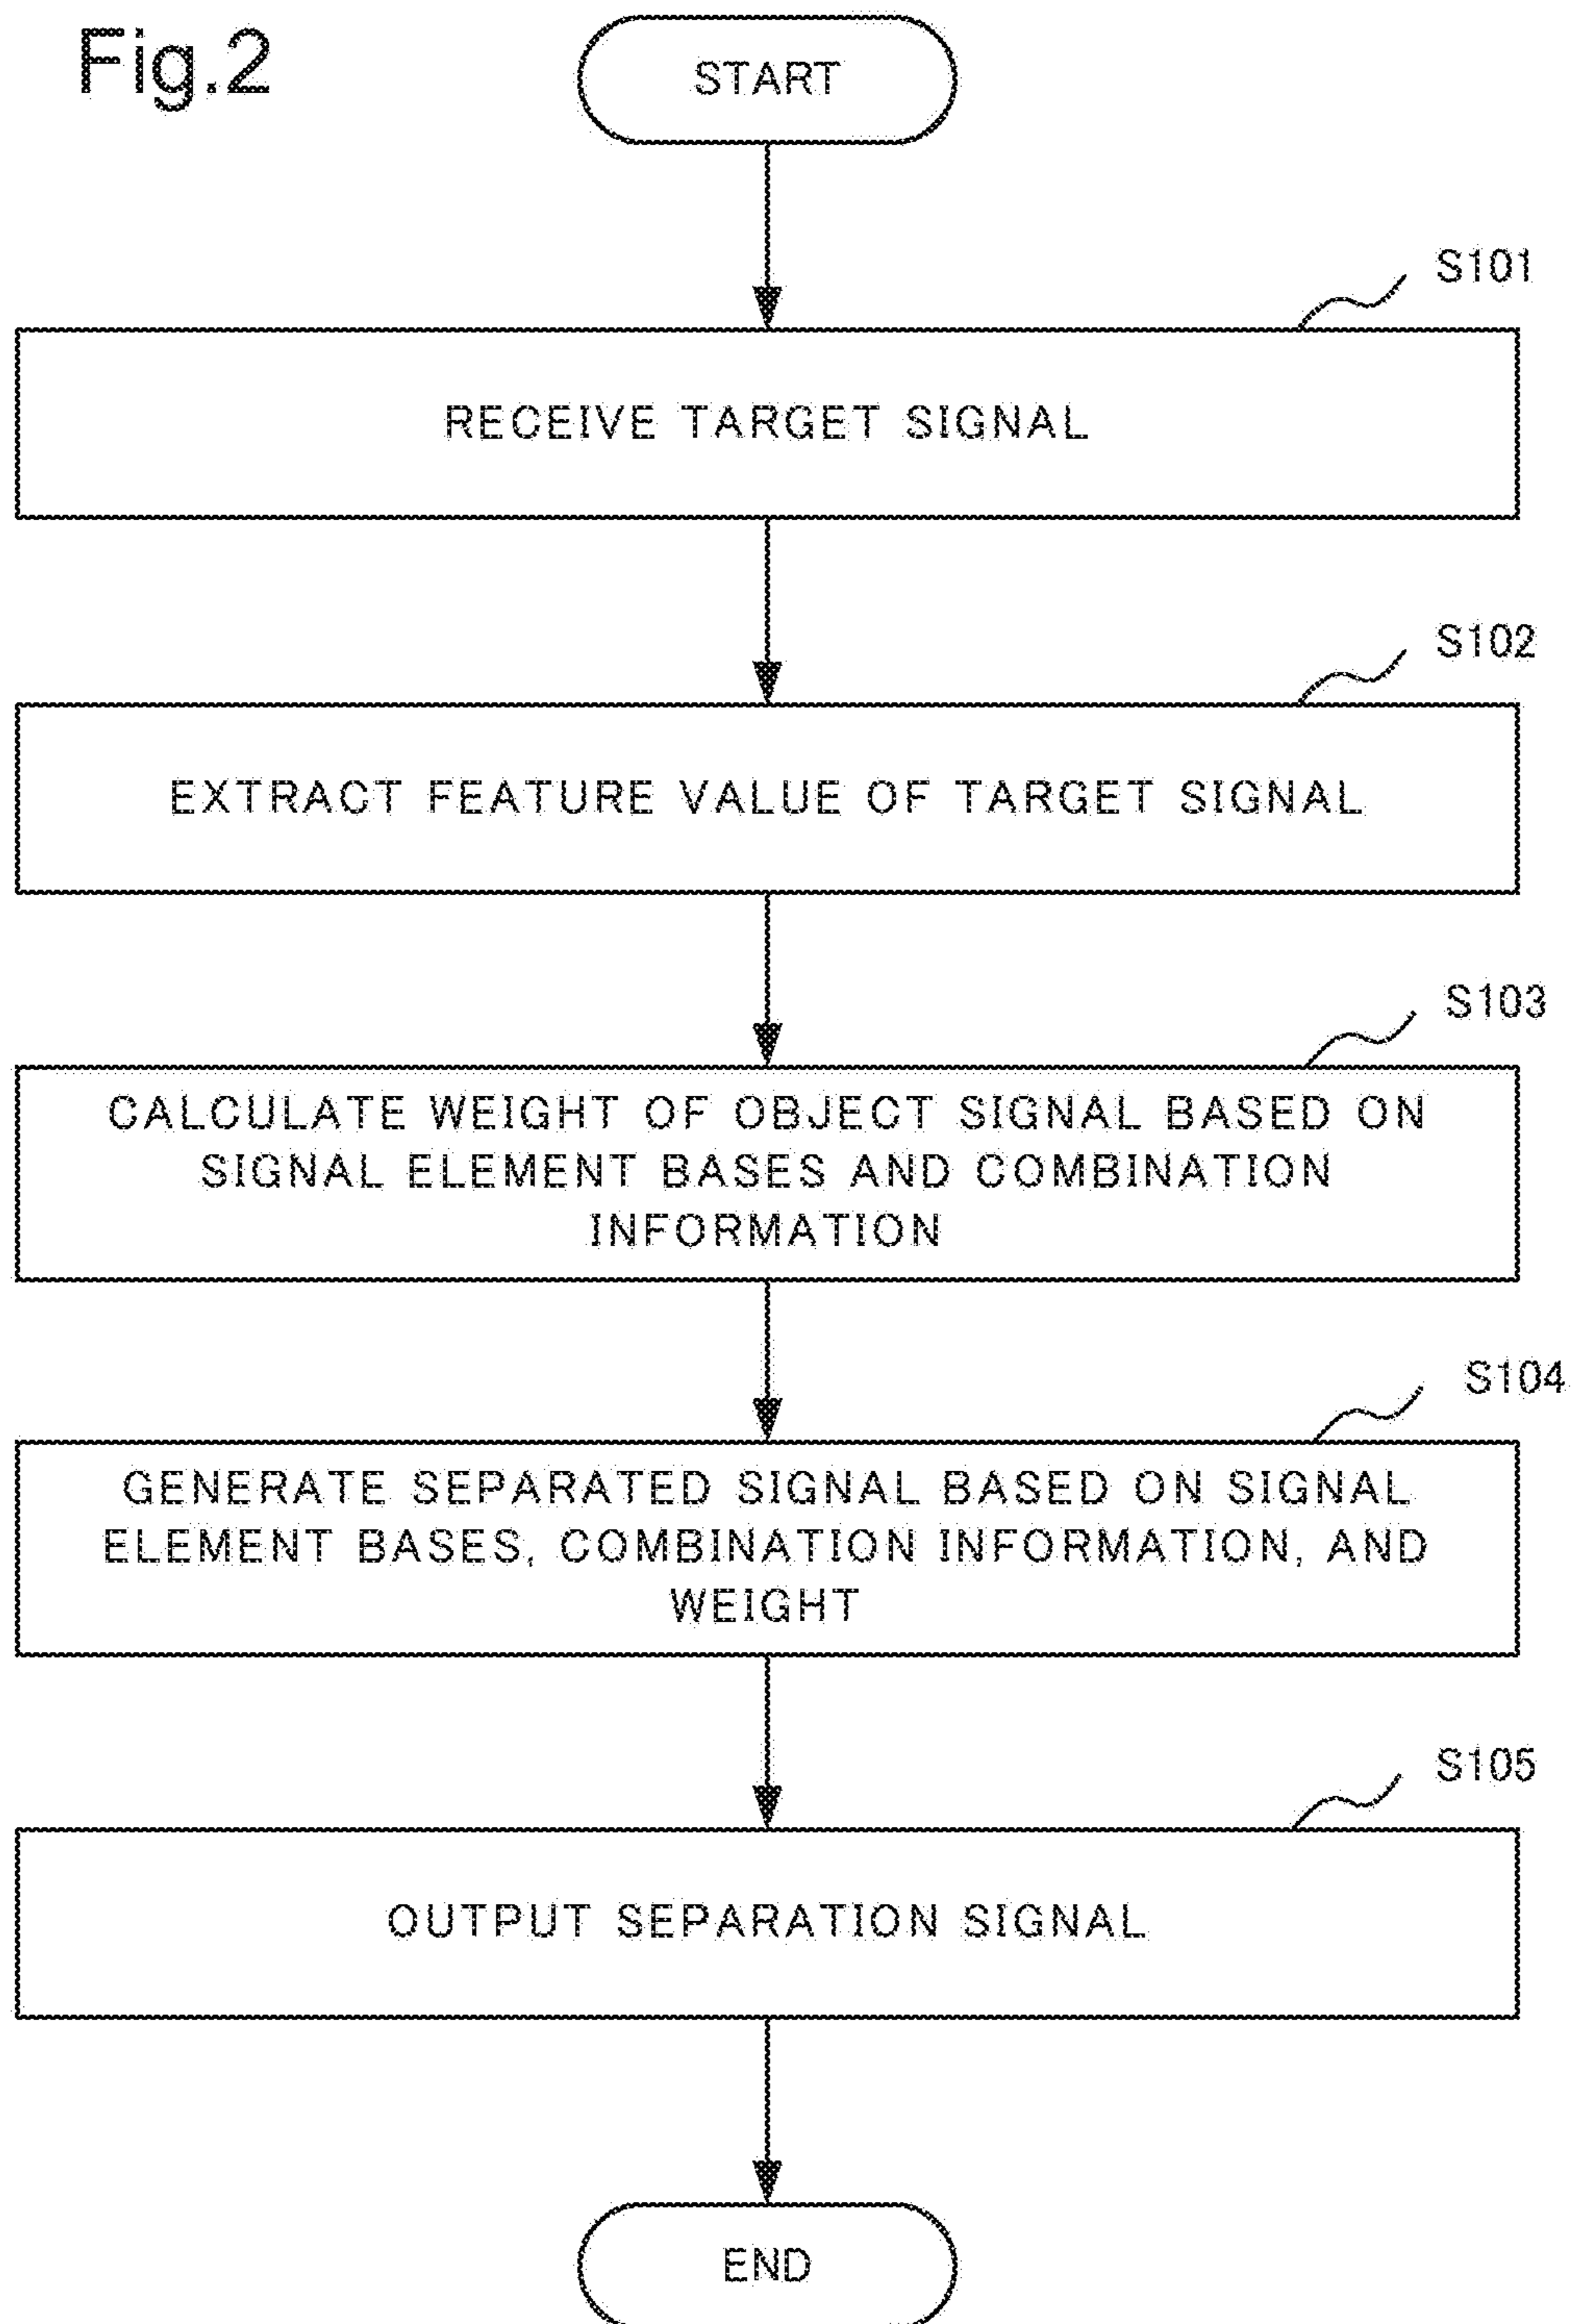 Fig.2
START
S101
RECEIVE TARGET SIGNAL
S102
EXTRACT FEATURE VALUE OF TARGET SIGNAL
S103
CALCULATE WEIGHT OF OBJECT SIGNAL BASED ON
SIGNAL ELEMENT BASES AND COMBINATION
INFORMATION
S104
GENERATE SEPARATED SIGNAL BASED ON SIGNAL
ELEMENT BASES, COMBINATION INFORMATION, AND
WEIGHT
S105
OUTPUT SEPARATION SIGNAL
END